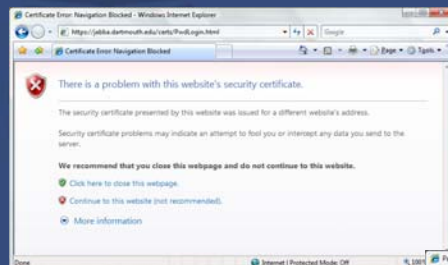 Certificate Error: Navigation Blocked - Windows Internet Explorer
https://jabba.dartmouth.edu/certs/PwdLogin.html
Google
Certificate Error: Navigation Blocked
Page
Tools
There is a problem with this website's security certificate.
The security certificate presented by this website was issued for a different website's address.
Security certificate problems may indicate an attempt to fool you or intercept any data you send to the
server.
We recommend that you close this webpage and do not continue to this website.
Click here to close this webpage.
Continue to this website (not recommended).
More information
Done
Internet | Protected Mode: Off